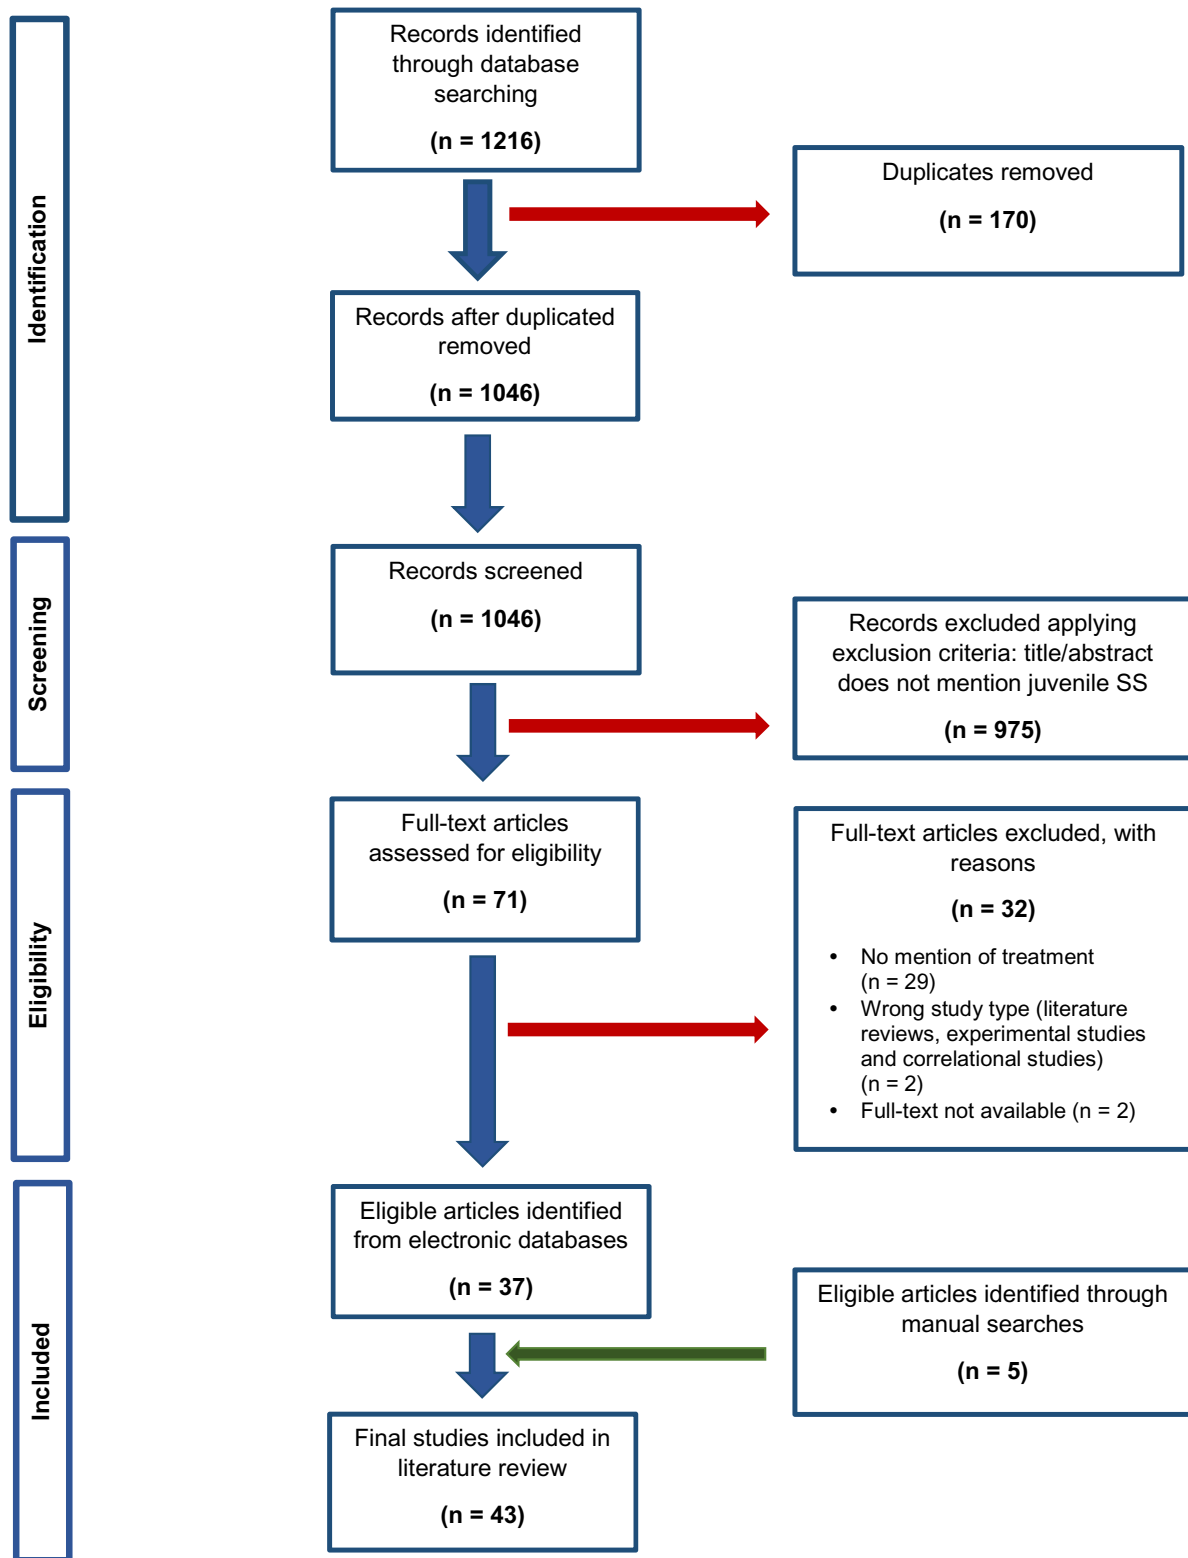 Identification
Records identified
through database
searching
(n = 1216)
Duplicates removed
(n = 170)
Records after duplicated
removed
(n = 1046)
Screening
Records screened
(n = 1046)
Records excluded applying
exclusion criteria: title/abstract
does not mention juvenile SS
(n = 975)
Eligibility
Full-text articles
assessed for eligibility
(n = 71)
Full-text articles excluded, with
reasons
(n = 32)
• No mention of treatment
(n = 29)
• Wrong study type (literature
reviews, experimental studies
and correlational studies)
(n = 2)
• Full-text not available (n = 2)
Included
Eligible articles identified
from electronic databases
(n = 37)
Eligible articles identified through
manual searches
(n = 5)
Final studies included in
literature review
(n = 43)